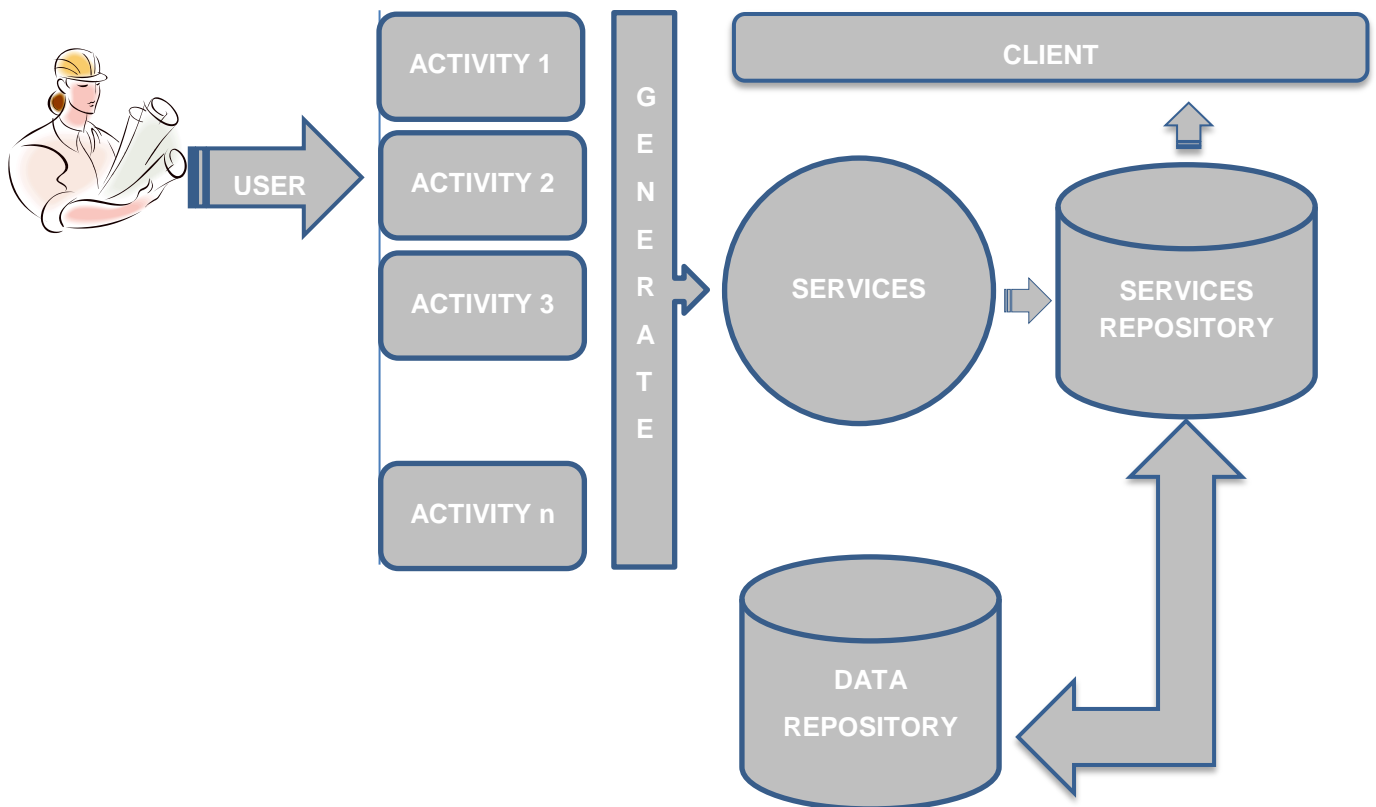 USER
ACTIVITY 1
ACTIVITY 2
ACTIVITY 3
ACTIVITY n
G
E
N
E
R
A
T
E
CLIENT
SERVICES
SERVICES
REPOSITORY
DATA
REPOSITORY